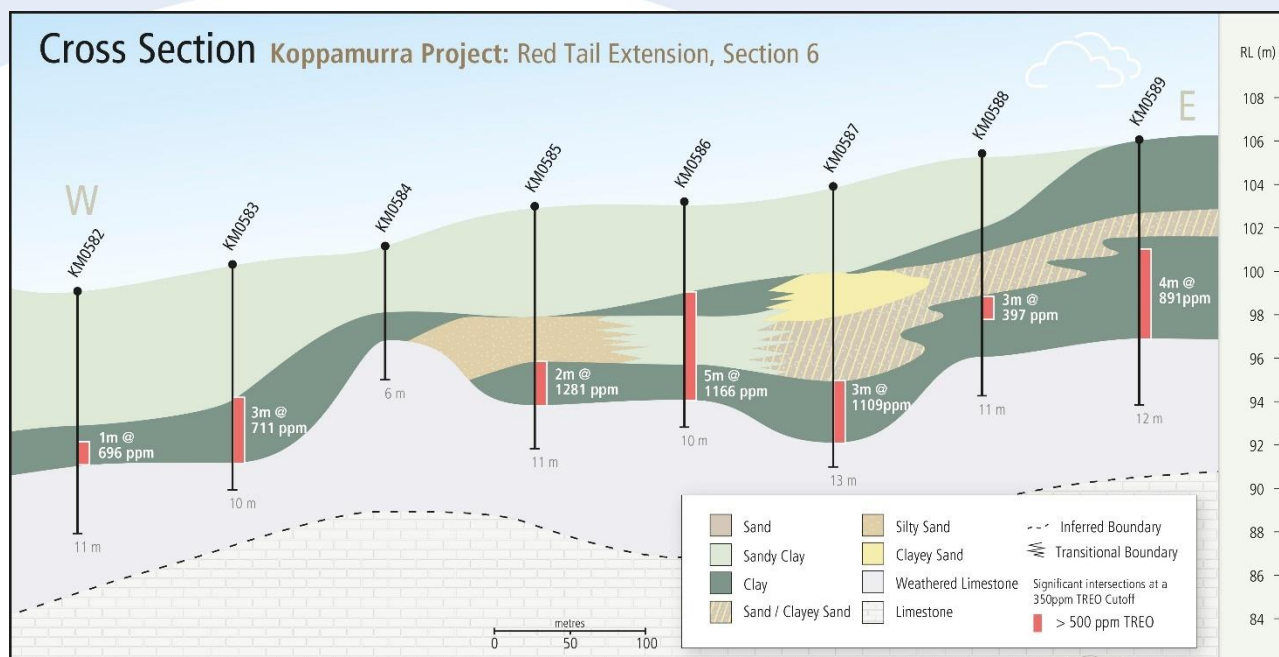 Cross Section Koppamurra Project: Red Tail Extension, Section 6
W
E
KM0582
KM0583
KM0584
KM0585
KM0586
KM0587
KM0588
KM0589
1m @
696 ppm
3m @
711 ppm
2m @
1281 ppm
5m @
1166 ppm
3m @
1109ppm
3m @
397 ppm
4m @
891ppm
11 m
10 m
6 m
11 m
10 m
13 m
11 m
12 m
RL (m)
108
106
104
102
100
98
96
94
92
90
88
86
84
metres
0 50 100
Sand
Sandy Clay
Clay
Sand / Clayey Sand
Silty Sand
Clayey Sand
Weathered Limestone
Limestone
Inferred Boundary
Transitional Boundary
Significant intersections at a
350ppm TREO Cutoff
> 500 ppm TREO